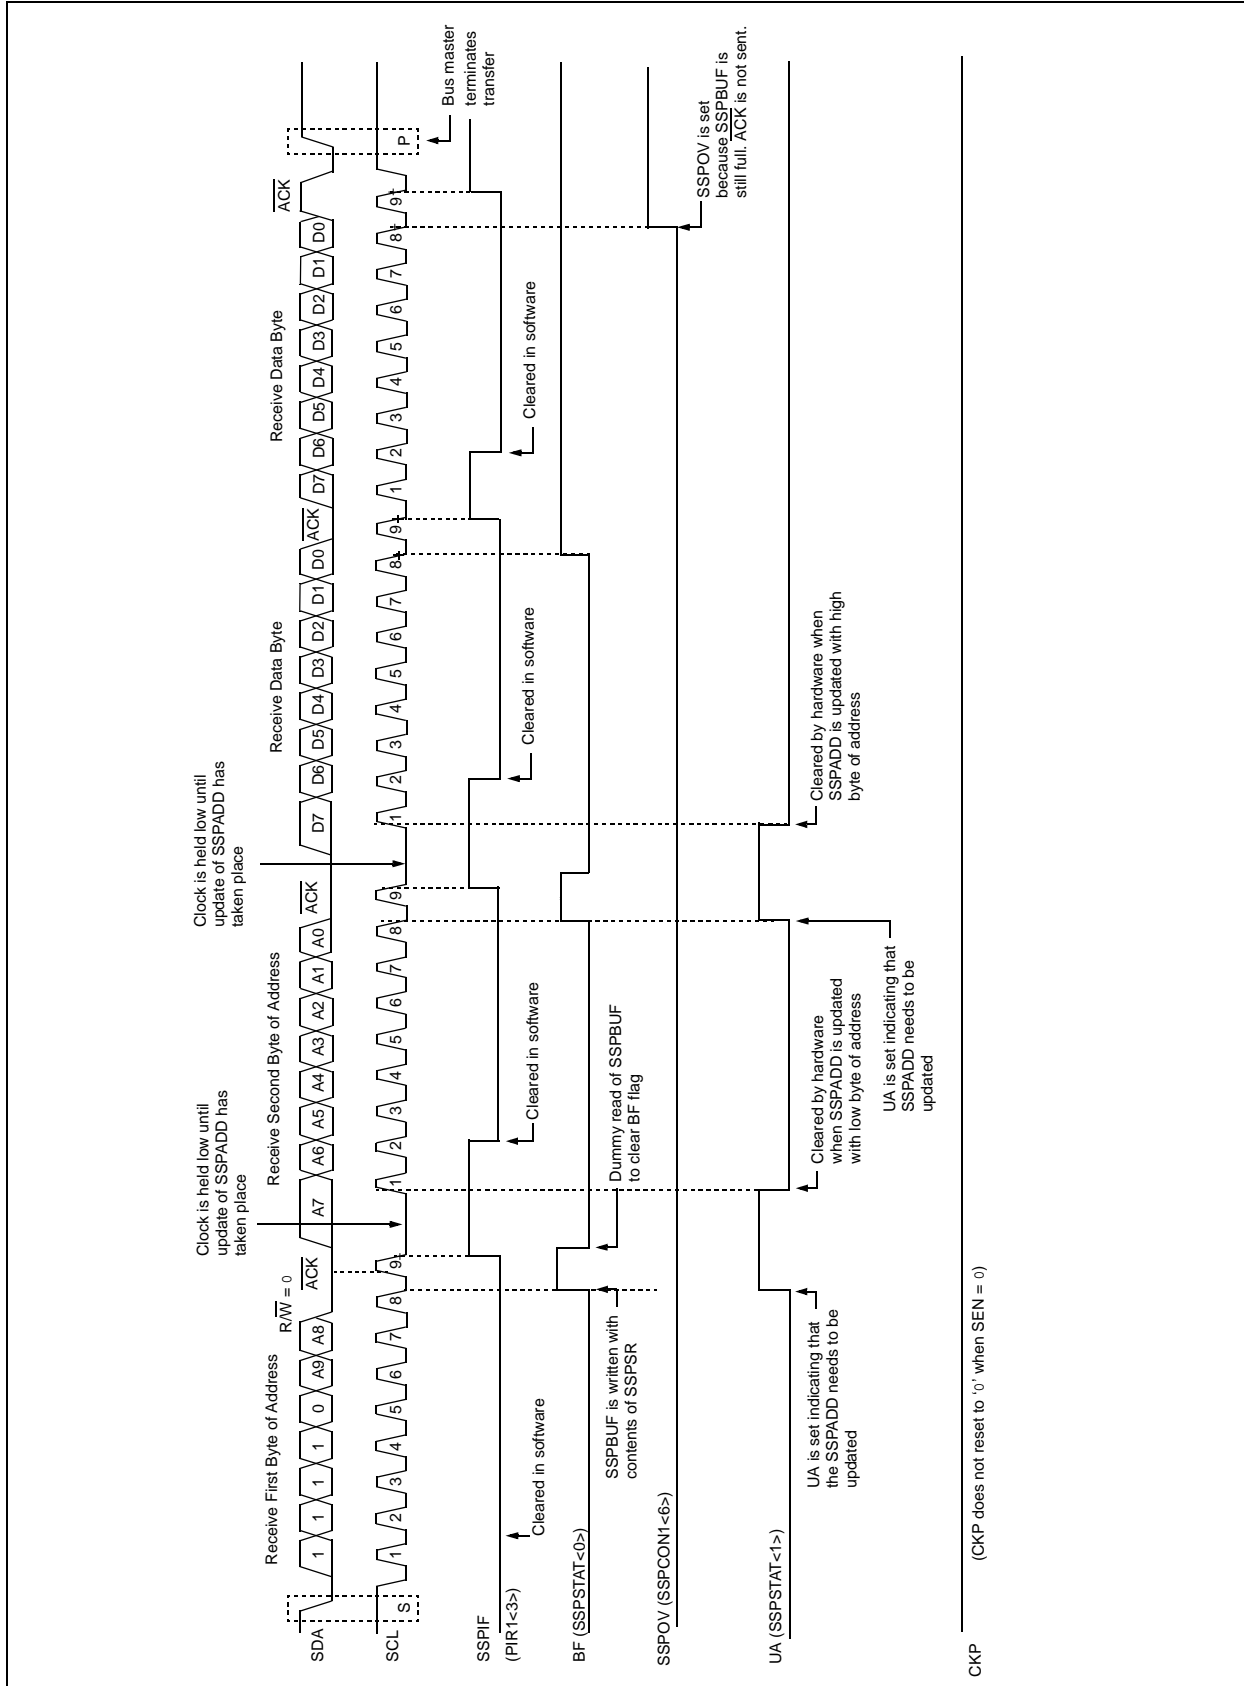 Receive First Byte of Address
R/W = 0
ACK
Clock is held low until
update of SSPADD has
taken place
Receive Second Byte of Address
ACK
Clock is held low until
update of SSPADD has
taken place
Receive Data Byte
ACK
Receive Data Byte
ACK
SDA
1 1 1 1 0 A9 A8
A7 A6 A5 A4 A3 A2 A1 A0
D7 D6 D5 D4 D3 D2 D1 D0
D7 D6 D5 D4 D3 D2 D1 D0
SCL
S
1 2 3 4 5 6 7 8 9
1 2 3 4 5 6 7 8 9
1 2 3 4 5 6 7 8 9
1 2 3 4 5 6 7 8 9
P
Bus master
terminates
transfer
SSPIF
(PIR1<3>)
Cleared in software
Cleared in software
Cleared in software
Cleared in software
BF (SSPSTAT<0>)
SSPBUF is written with
contents of SSPSR
Dummy read of SSPBUF
to clear BF flag
SSPOV (SSPCON1<6>)
SSPOV is set
because SSPBUF is
still full. ACK is not sent.
UA (SSPSTAT<1>)
UA is set indicating that
the SSPADD needs to be
updated
Cleared by hardware
when SSPADD is updated
with low byte of address
UA is set indicating that
SSPADD needs to be
updated
Cleared by hardware when
SSPADD is updated with high
byte of address
CKP
(CKP does not reset to ‘0’ when SEN = 0)